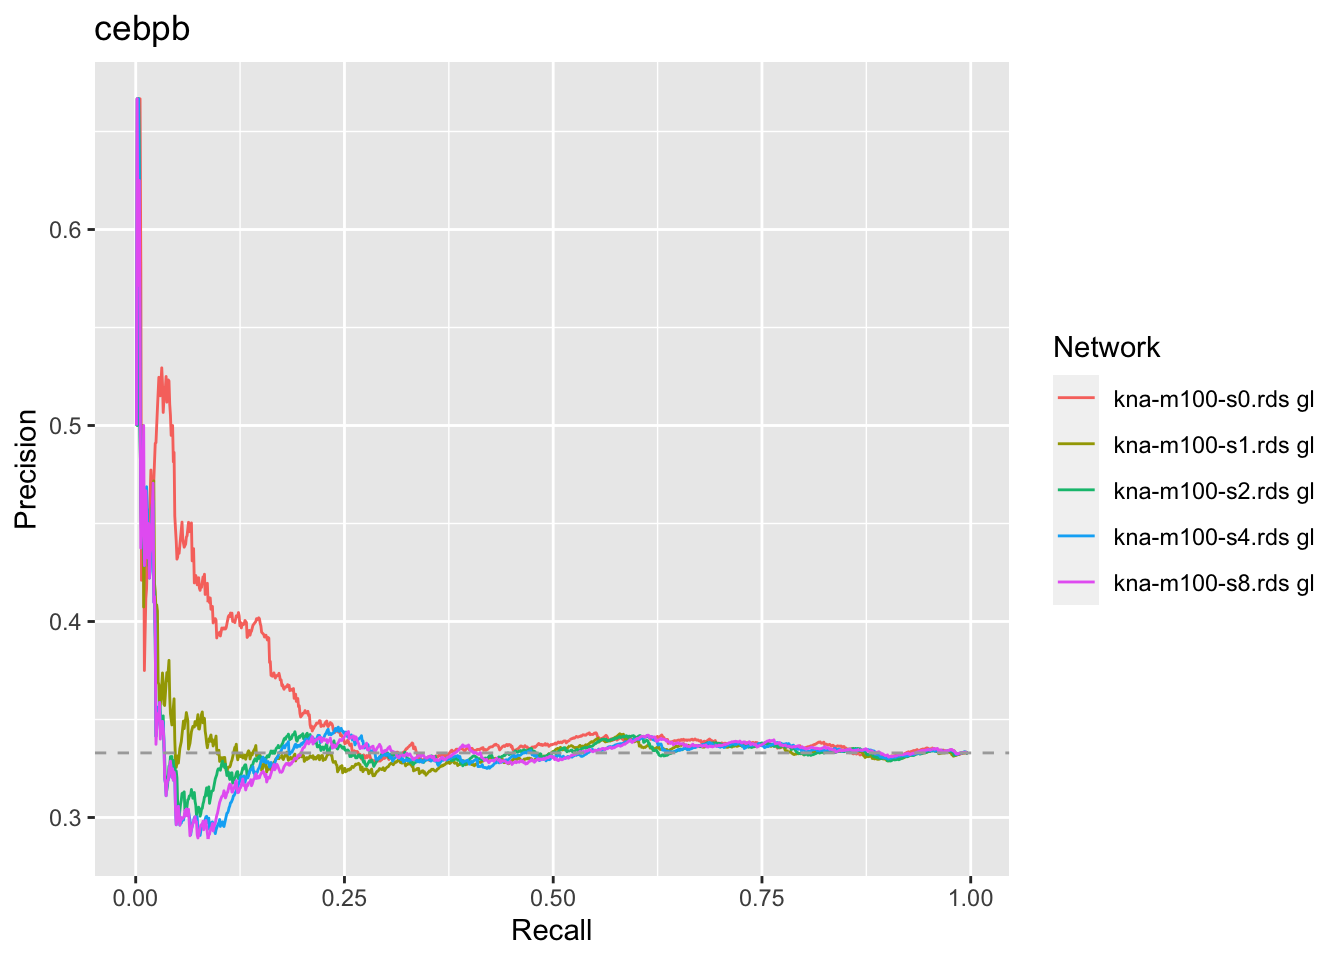 cebpb
Precision
0.6
0.5
0.4
0.3
0.00 0.25 0.50 0.75 1.00
Recall
Network
kna-m100-s0.rds gl
kna-m100-s1.rds gl
kna-m100-s2.rds gl
kna-m100-s4.rds gl
kna-m100-s8.rds gl